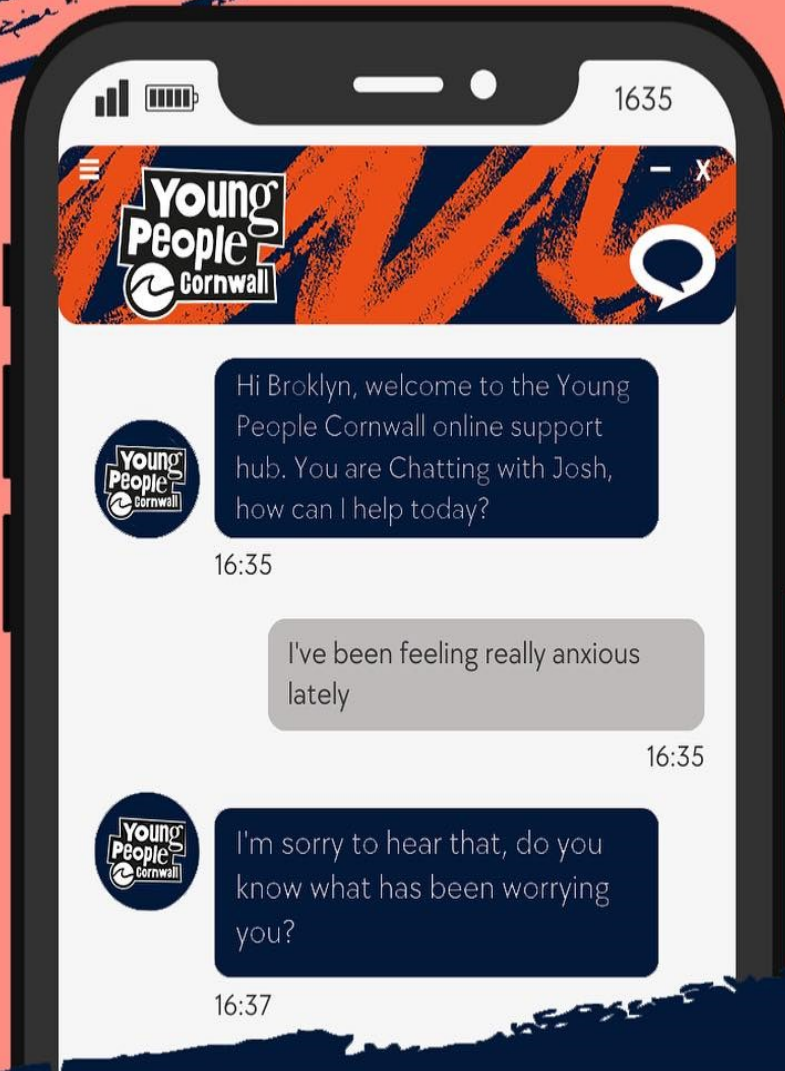 1635
X
Young
People
Cornwall
Hi Broklyn, welcome to the Young
People Cornwall online support
hub. You are Chatting with Josh,
how can I help today?
Young
People
Cornwall
16:35
I've been feeling really anxious
lately
16:35
I'm sorry to hear that, do you
know what has been worrying
you?
Young
People
Cornwall
16:37